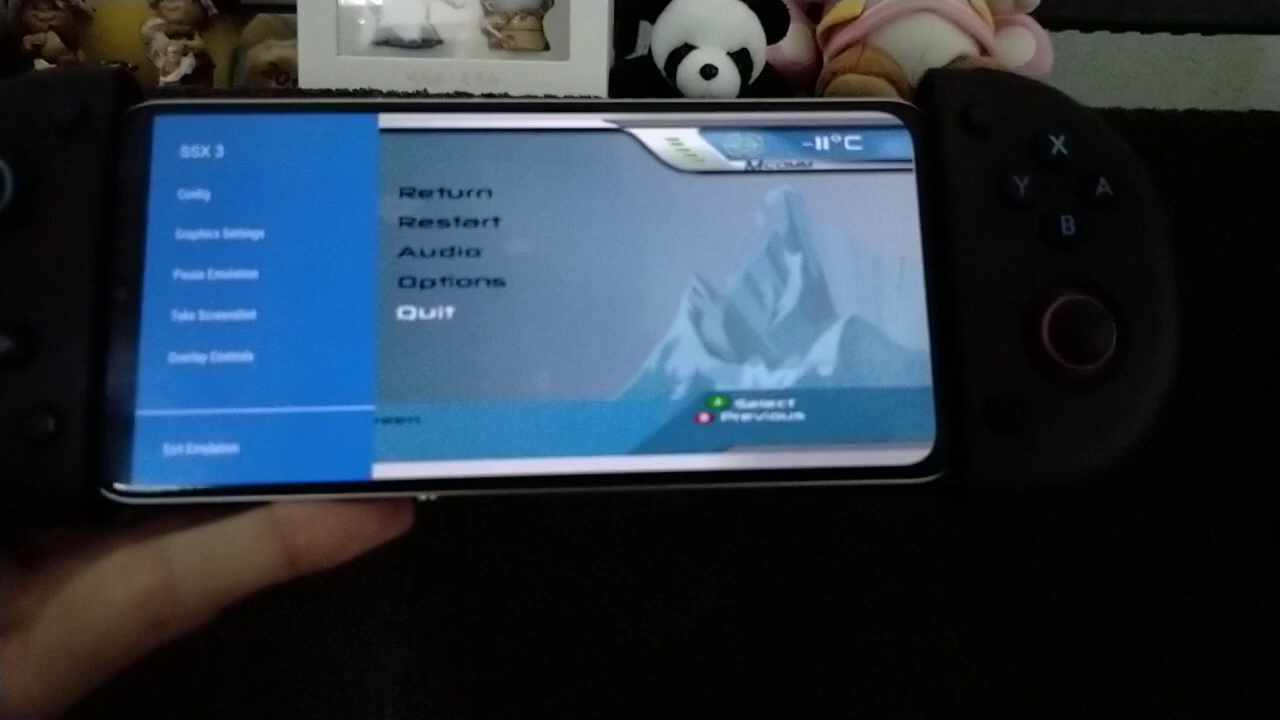 SSX 3
Config
Graphics Settings
Pause Emulation
Take Screenshot
Overlay Controls
Exit Emulation
-11°C
Return
Restart
Audio
Options
Quit
A Select
B Previous
X
Y
A
B